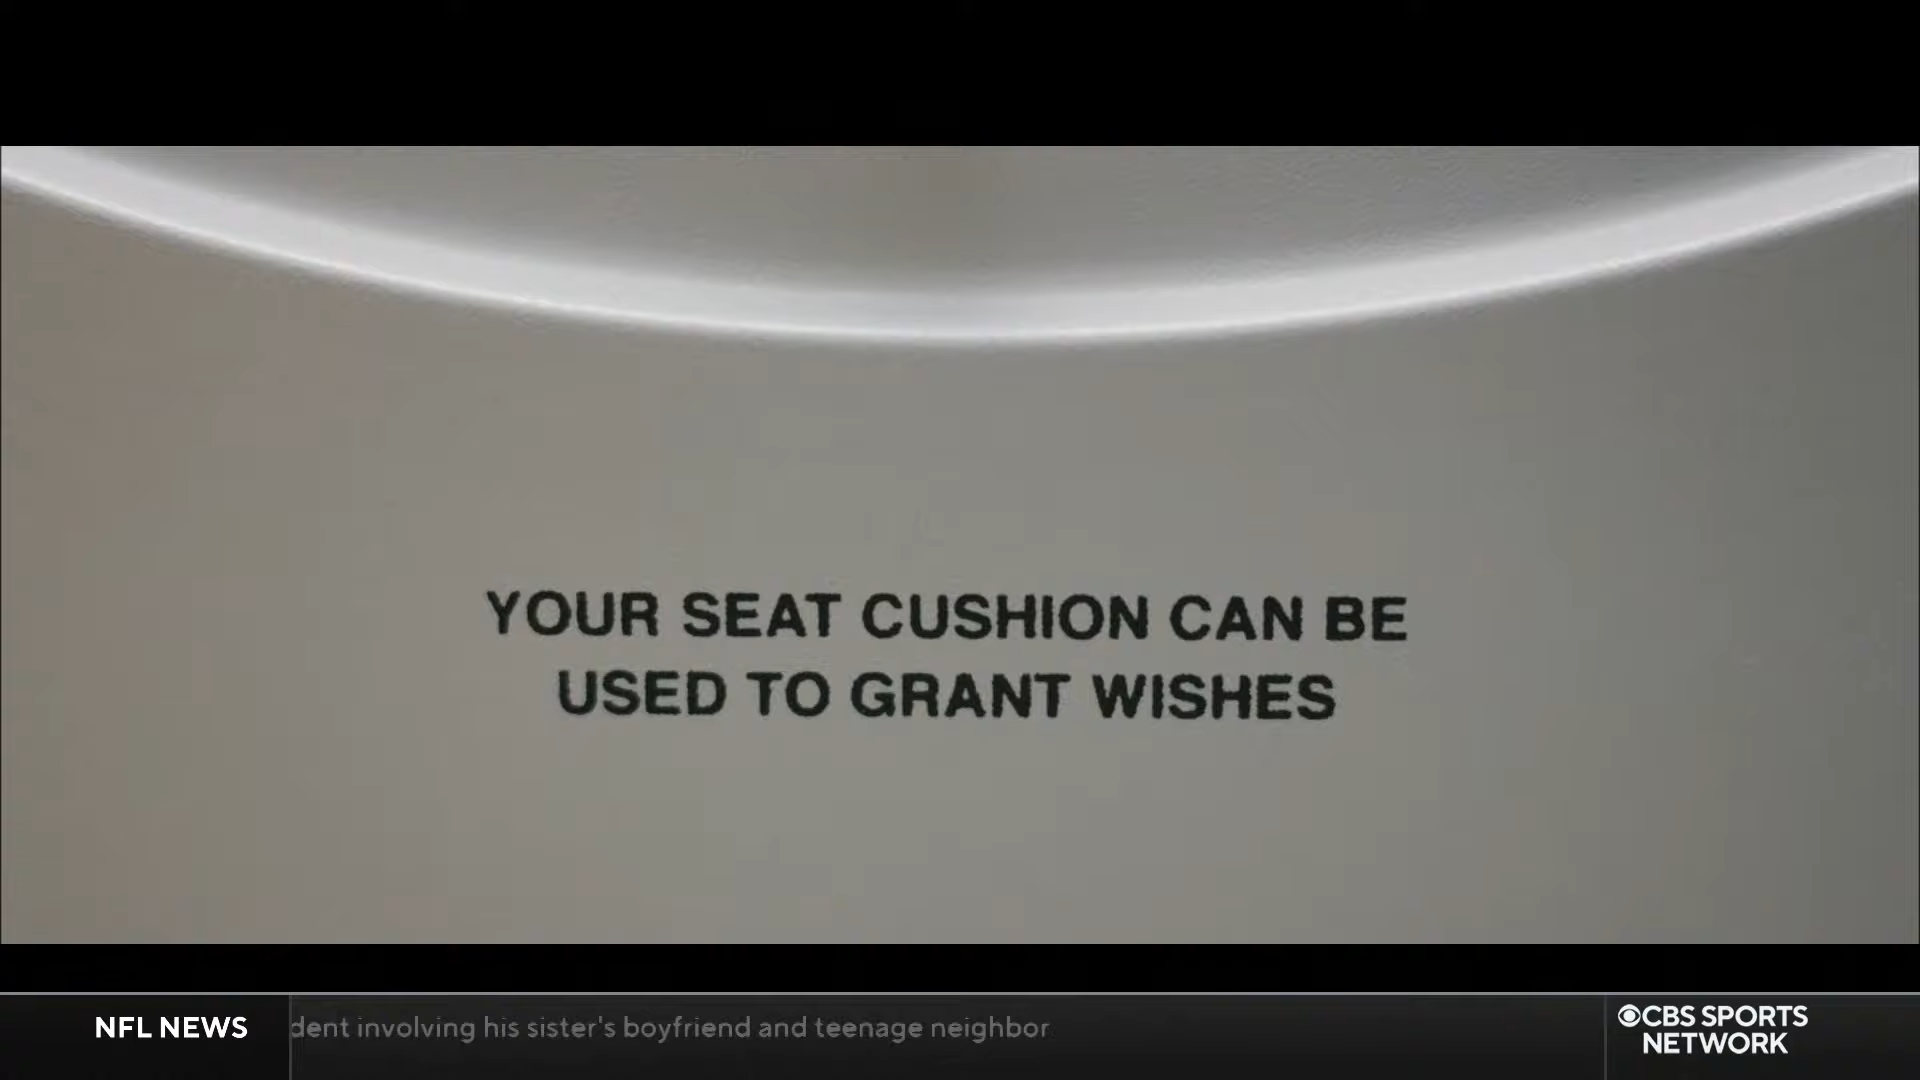 YOUR SEAT CUSHION CAN BE
USED TO GRANT WISHES
NFL NEWS
involving his sister's boyfriend and teenage neighbor
CBS SPORTS
NETWORK